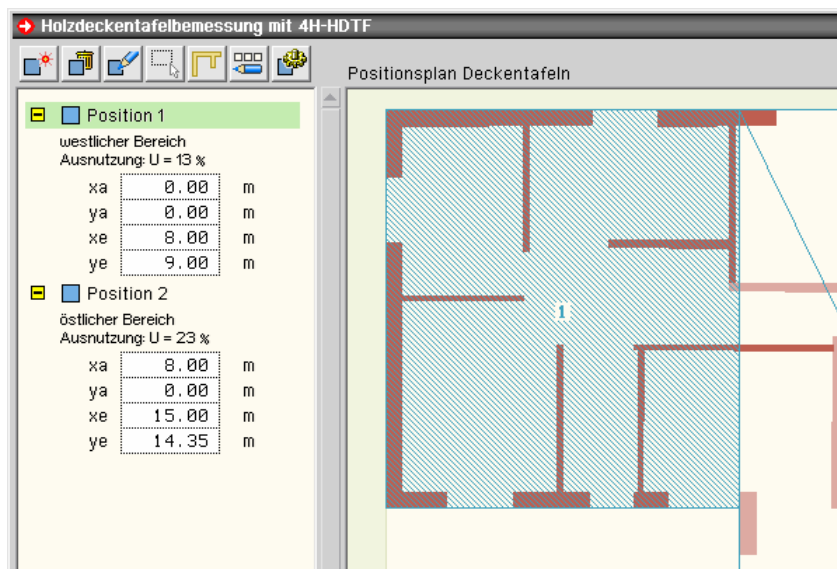 Holzdeckentafelbemessung mit 4H-HDTF
Positionsplan Deckentafeln
Position 1
westlicher Bereich
Ausnutzung: U = 13 %
xa 0.00 m
ya 0.00 m
xe 8.00 m
ye 9.00 m
Position 2
östlicher Bereich
Ausnutzung: U = 23 %
xa 8.00 m
ya 0.00 m
xe 15.00 m
ye 14.35 m
1